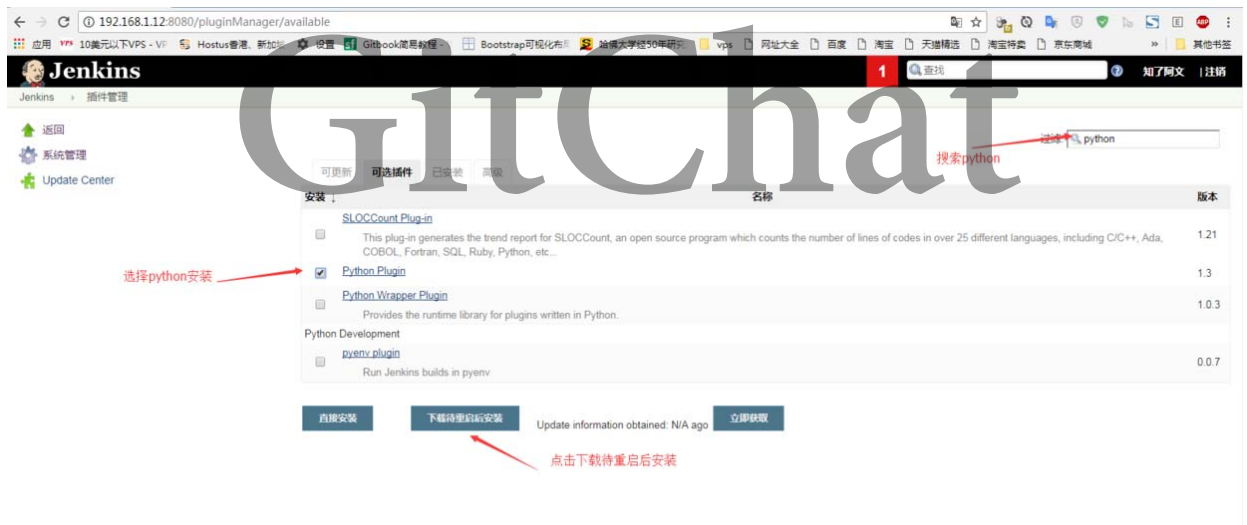 192.168.1.12:8080/pluginManager/available
应用 VPS 10美元以下VPS - VF Hostus香港、新加坡 设置 Gitbook简易教程 - Bootstrap可视化布局 哈佛大学经50年研究 vps 网址大全 百度 淘宝 天猫精选 淘宝特卖 京东商城 » 其他书签
Jenkins 1 查找 知了阿文 | 注销
Jenkins › 插件管理
GitChat
返回
系统管理
Update Center
过滤: python
搜索python
可更新 可选插件 已安装 高级
安装 ↓ 名称 版本
SLOCCount Plug-in
This plug-in generates the trend report for SLOCCount, an open source program which counts the number of lines of codes in over 25 different languages, including C/C++, Ada, 1.21
COBOL, Fortran, SQL, Ruby, Python, etc...
选择python安装 Python Plugin 1.3
Python Wrapper Plugin 1.0.3
Provides the runtime library for plugins written in Python.
Python Development
pyenv plugin 0.0.7
Run Jenkins builds in pyenv
直接安装 下载待重启后安装 Update information obtained: N/A ago 立即获取
点击下载待重启后安装